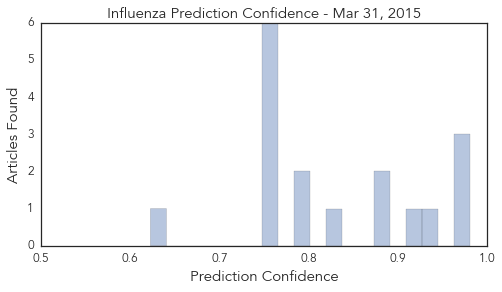 Influenza Prediction Confidence - Mar 31, 2015
Articles Found
6
5
4
3
2
1
0
0.5 0.6 0.7 0.8 0.9 1.0
Prediction Confidence